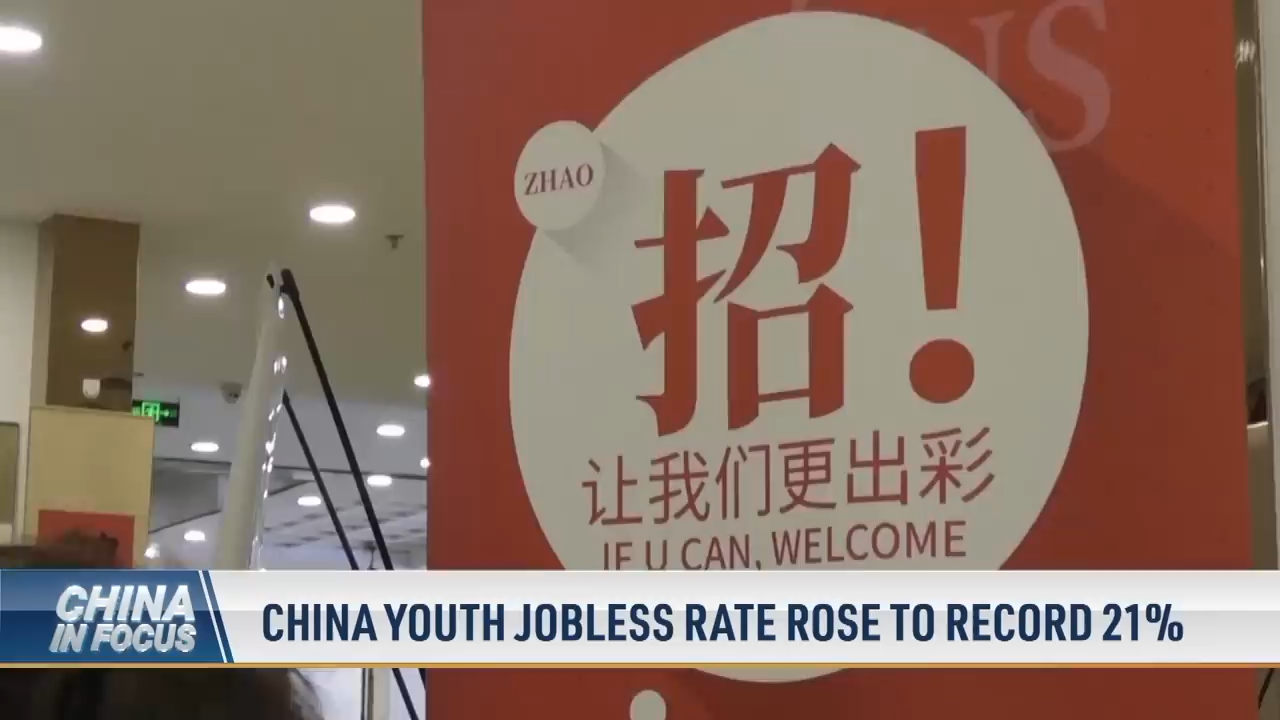 US
ZHAO
招!
让我们更出彩
IF U CAN, WELCOME
CHINA
IN FOCUS
CHINA YOUTH JOBLESS RATE ROSE TO RECORD 21%